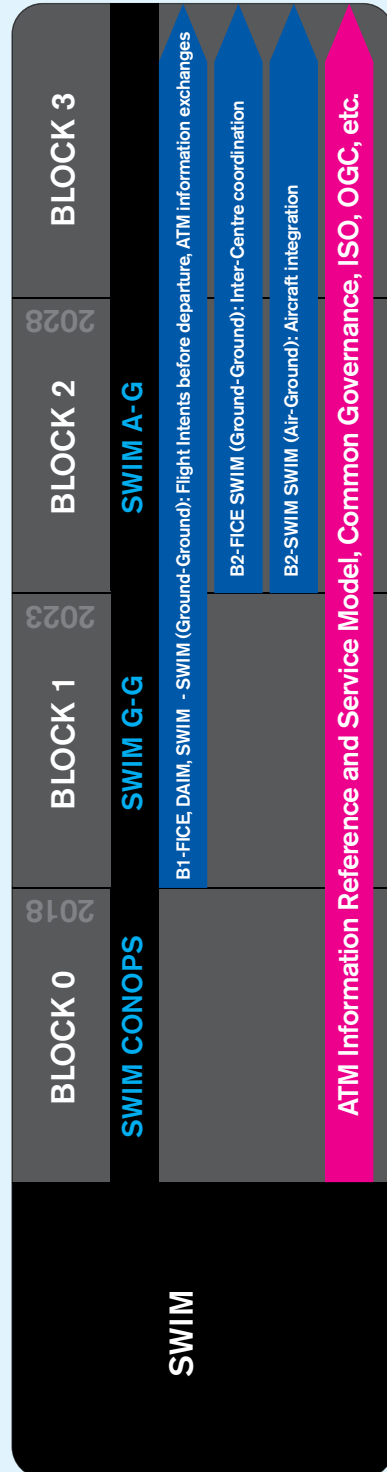 SWIM
BLOCK 0
2018
BLOCK 1
2023
BLOCK 2
2028
BLOCK 3
SWIM CONOPS
SWIM G-G
SWIM A-G
B1-FICE, DAIM, SWIM - SWIM (Ground-Ground): Flight Intents before departure, ATM information exchanges
B2-FICE SWIM (Ground-Ground): Inter-Centre coordination
B2-SWIM SWIM (Air-Ground): Aircraft integration
ATM Information Reference and Service Model, Common Governance, ISO, OGC, etc.